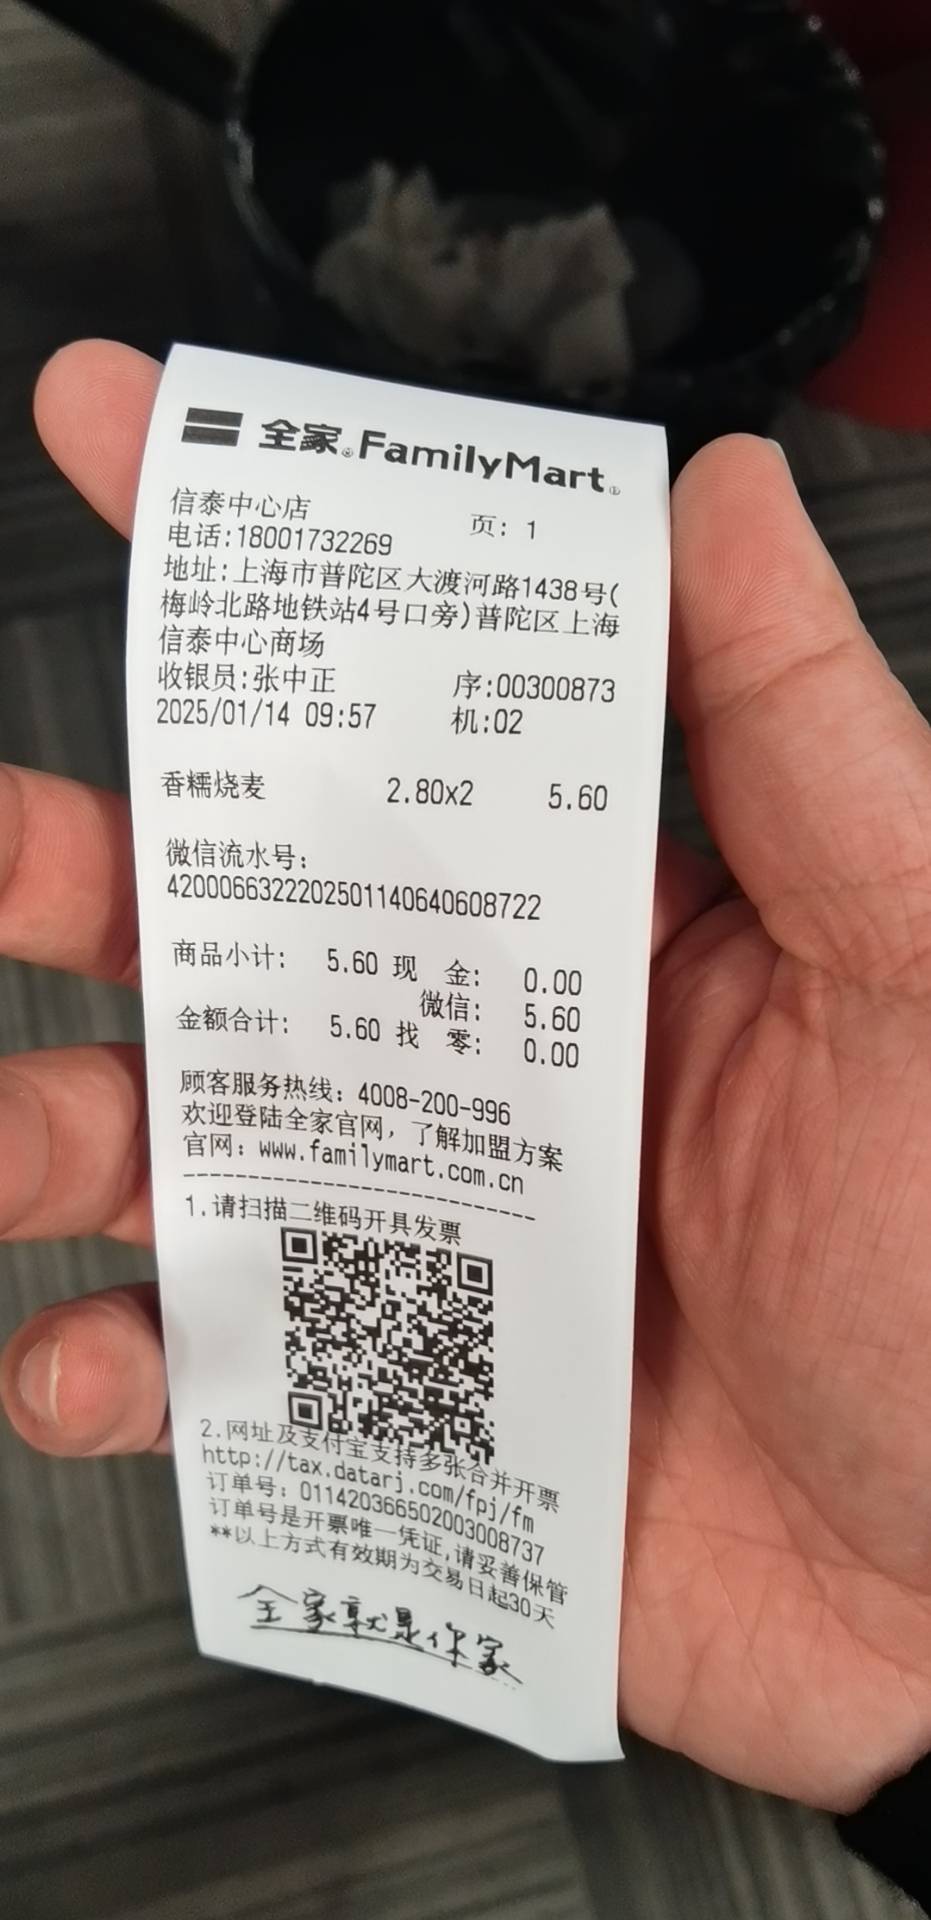 全家 FamilyMart
信泰中心店 页: 1
电话:18001732269
地址:上海市普陀区大渡河路1438号(
梅岭北路地铁站4号口旁)普陀区上海
信泰中心商场
收银员:张中正 序:00300873
2025/01/14 09:57 机:02
香糯烧麦 2.80x2 5.60
微信流水号:
4200066322202501140640608722
商品小计: 5.60 现 金: 0.00
微信: 5.60
金额合计: 5.60 找 零: 0.00
顾客服务热线: 4008-200-996
欢迎登陆全家官网, 了解加盟方案
官网: www.familymart.com.cn
1.请扫描二维码开具发票
2.网址及支付宝支持多张合并开票
http://tax.datarj.com/fpj/fm
订单号: 011420366502003008737
订单号是开票唯一凭证,请妥善保管
**以上方式有效期为交易日起30天
全家就是你家